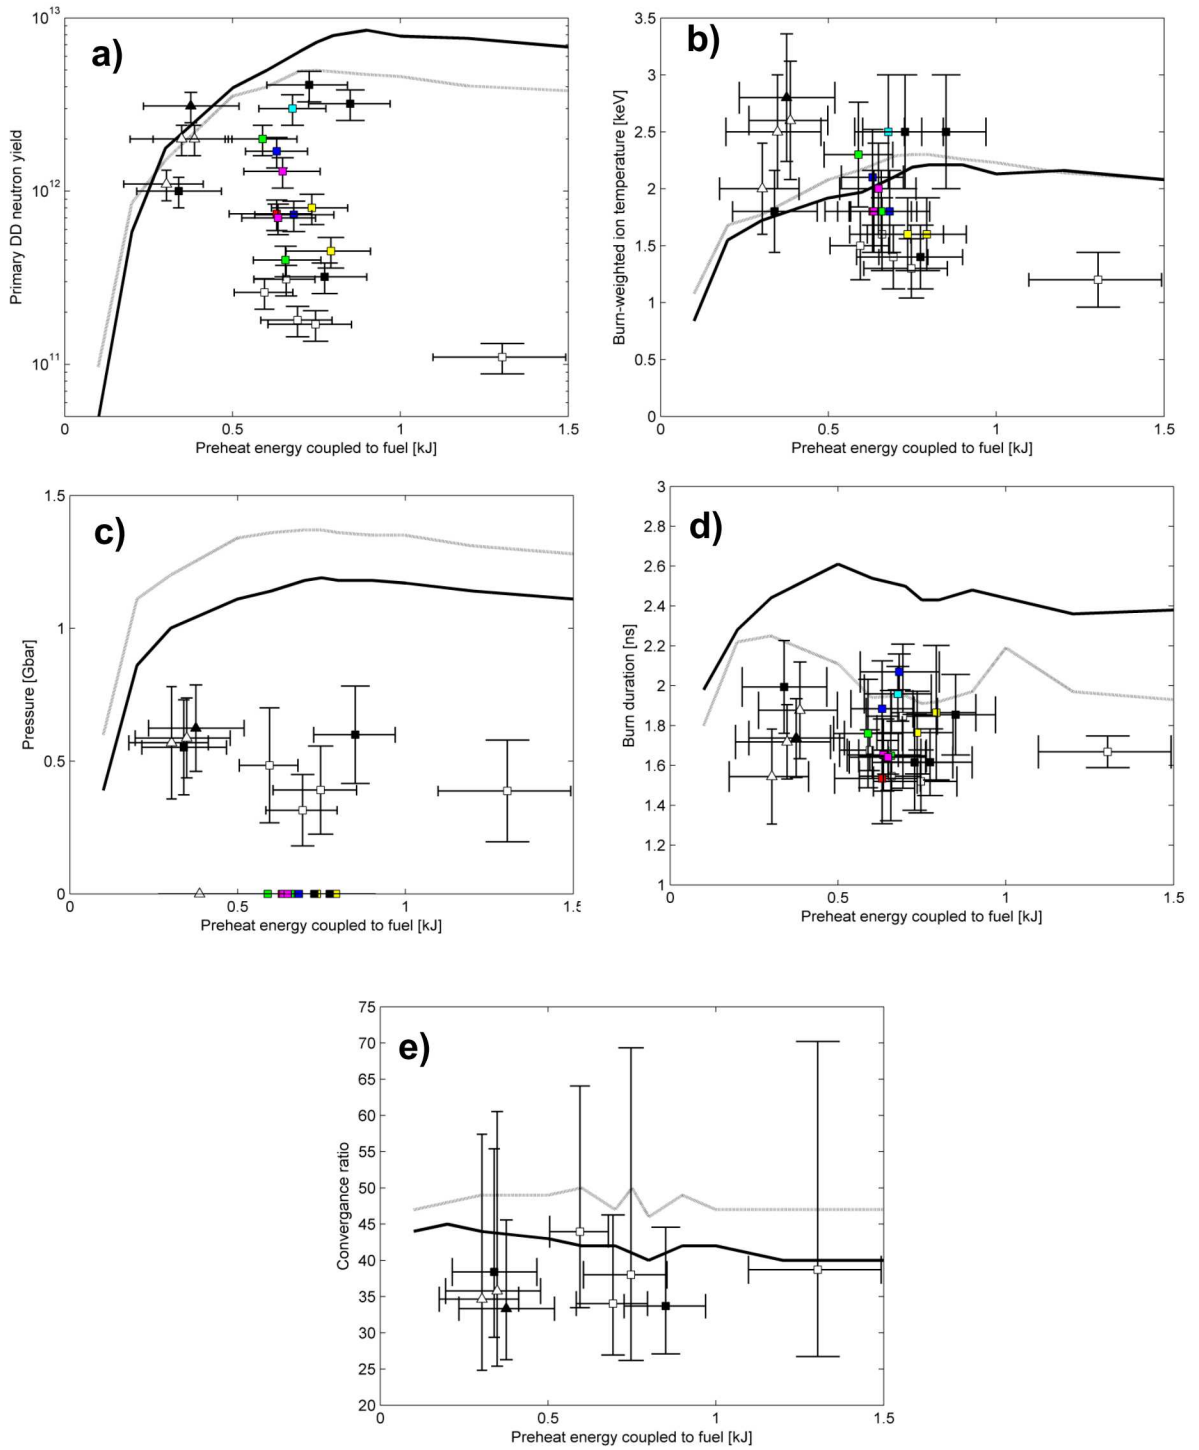 a)
10^13
10^12
10^11
Primary DD neutron yield
0 0.5 1 1.5
Preheat energy coupled to fuel [kJ]
b)
3.5
3
2.5
2
1.5
1
0.5
0
Burn-weighted ion temperature [keV]
0 0.5 1 1.5
Preheat energy coupled to fuel [kJ]
c)
1.5
1
0.5
0
Pressure [Gbar]
0 0.5 1 1.5
Preheat energy coupled to fuel [kJ]
d)
3
2.8
2.6
2.4
2.2
2
1.8
1.6
1.4
1.2
1
Burn duration [ns]
0 0.5 1 1.5
Preheat energy coupled to fuel [kJ]
e)
75
70
65
60
55
50
45
40
35
30
25
20
Convergance ratio
0 0.5 1 1.5
Preheat energy coupled to fuel [kJ]